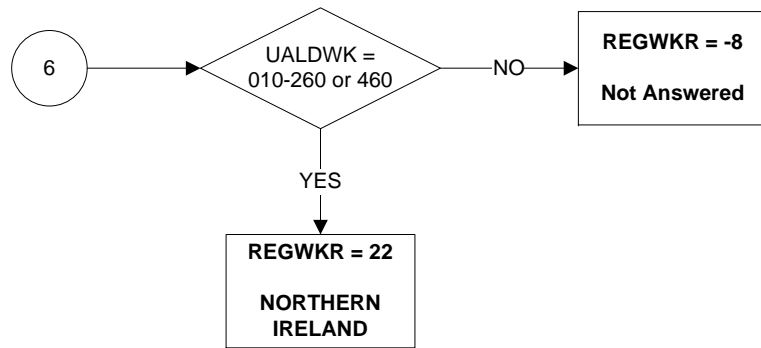 6
UALDWK =
010-260 or 460
NO
REGWKR = -8
Not Answered
YES
REGWKR = 22
NORTHERN
IRELAND